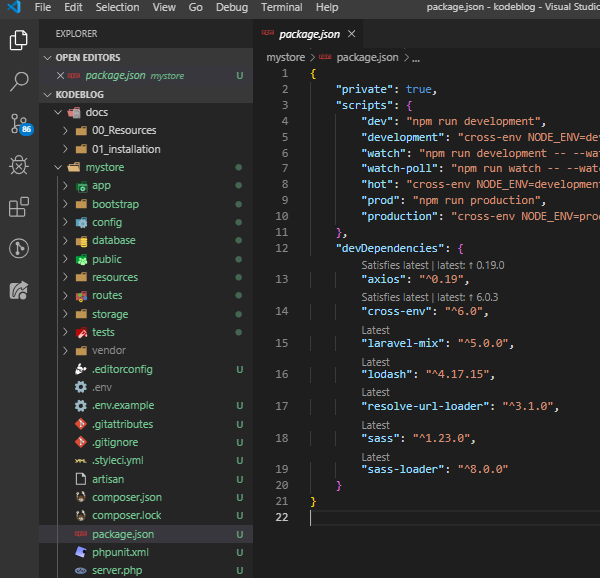 File Edit Selection View Go Debug Terminal Help package.json - kodeblog - Visual Studio
EXPLORER
OPEN EDITORS
package.json mystore U
KODEBLOG
docs
00_Resources
01_installation
mystore
app
bootstrap
config
database
public
resources
routes
storage
tests
vendor
.editorconfig U
.env
.env.example U
.gitattributes U
.gitignore U
.styleci.yml U
artisan U
composer.json U
composer.lock U
package.json U
phpunit.xml U
server.php U
86
package.json
mystore > package.json > ...
1 {
2 "private": true,
3 "scripts": {
4 "dev": "npm run development",
5 "development": "cross-env NODE_ENV=dev
6 "watch": "npm run development -- --wat
7 "watch-poll": "npm run watch -- --watc
8 "hot": "cross-env NODE_ENV=development
9 "prod": "npm run production",
10 "production": "cross-env NODE_ENV=prod
11 },
12 "devDependencies": {
Satisfies latest | latest: ↑ 0.19.0
13 "axios": "^0.19",
Satisfies latest | latest: ↑ 6.0.3
14 "cross-env": "^6.0",
Latest
15 "laravel-mix": "^5.0.0",
Latest
16 "lodash": "^4.17.15",
Latest
17 "resolve-url-loader": "^3.1.0",
Latest
18 "sass": "^1.23.0",
Latest
19 "sass-loader": "^8.0.0"
20 }
21 }
22